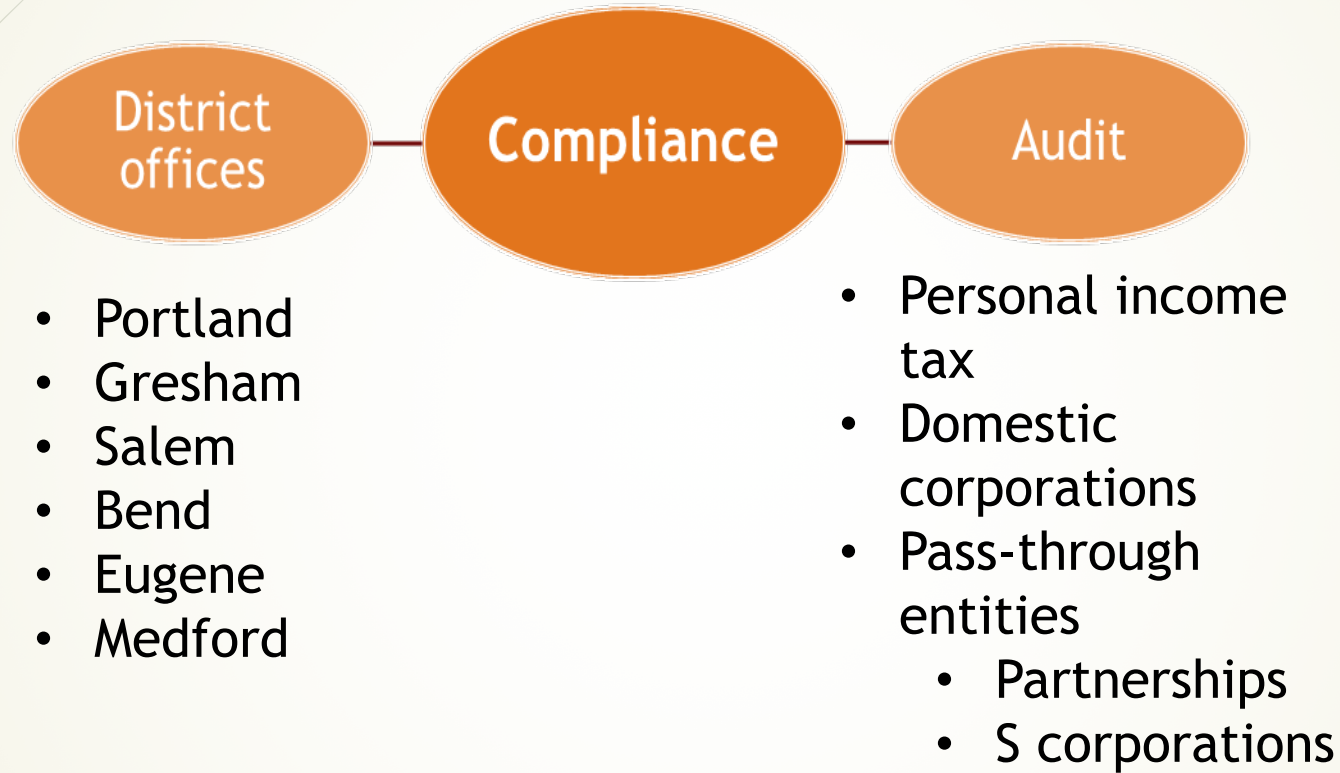 District
offices
Compliance
Audit
• Portland
• Gresham
• Salem
• Bend
• Eugene
• Medford
• Personal income
tax
• Domestic
corporations
• Pass-through
entities
• Partnerships
• S corporations